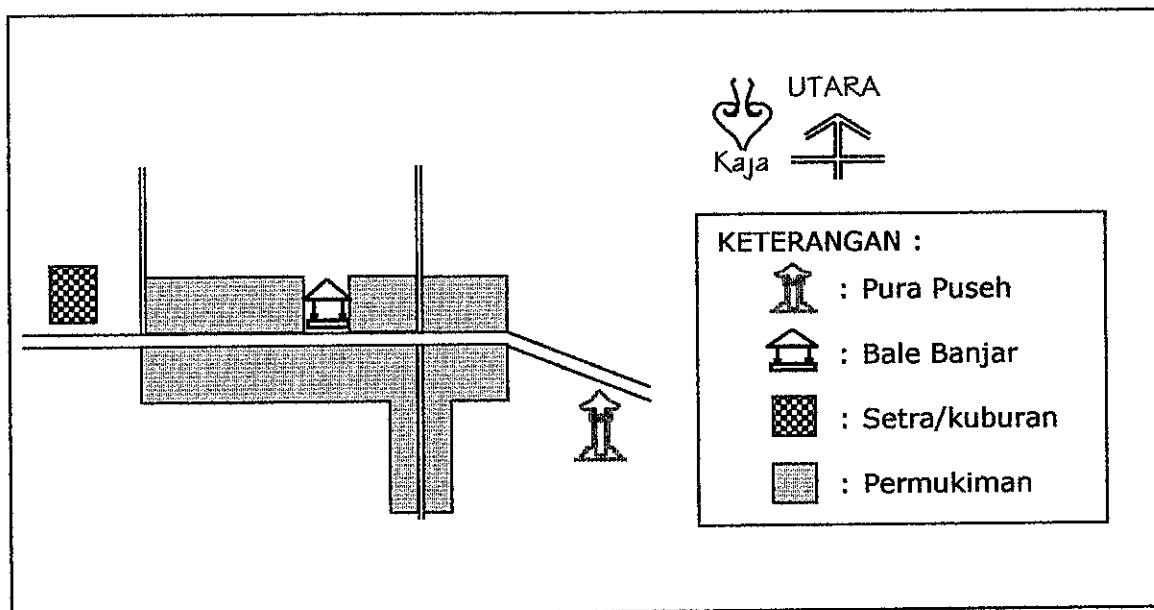 UTARA
Kaja
KETERANGAN :
: Pura Puseh
: Bale Banjar
: Setra/kuburan
: Permukiman